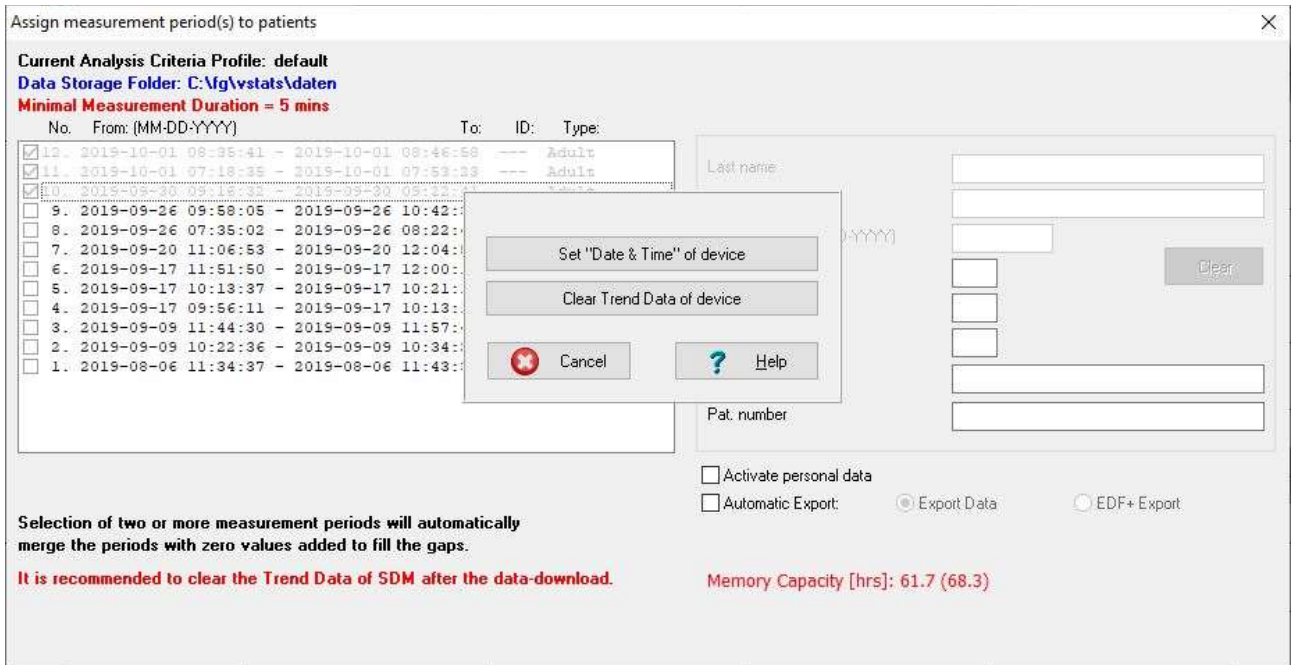 Assign measurement period(s) to patients
Current Analysis Criteria Profile: default
Data Storage Folder: C:\fg\vstats\daten
Minimal Measurement Duration = 5 mins
No. From: (MM-DD-YYYY) To: ID: Type:
12. 2019-10-01 08:35:41 - 2019-10-01 08:46:58 --- Adult
11. 2019-10-01 07:18:35 - 2019-10-01 07:53:23 --- Adult
10. 2019-09-30 09:16:32 - 2019-09-30
9. 2019-09-26 09:58:05 - 2019-09-26 10:42:
8. 2019-09-26 07:35:02 - 2019-09-26 08:22:
7. 2019-09-20 11:06:53 - 2019-09-20 12:04:
6. 2019-09-17 11:51:50 - 2019-09-17 12:00:
5. 2019-09-17 10:13:37 - 2019-09-17 10:21:
4. 2019-09-17 09:56:11 - 2019-09-17 10:13:
3. 2019-09-09 11:44:30 - 2019-09-09 11:57:
2. 2019-09-09 10:22:36 - 2019-09-09 10:34:
1. 2019-08-06 11:34:37 - 2019-08-06 11:43:
Set "Date & Time" of device
Clear Trend Data of device
Cancel
Help
Last name
-YYYY)
Clear
Pat. number
Activate personal data
Automatic Export: Export Data EDF+ Export
Selection of two or more measurement periods will automatically
merge the periods with zero values added to fill the gaps.
It is recommended to clear the Trend Data of SDM after the data-download.
Memory Capacity [hrs]: 61.7 (68.3)